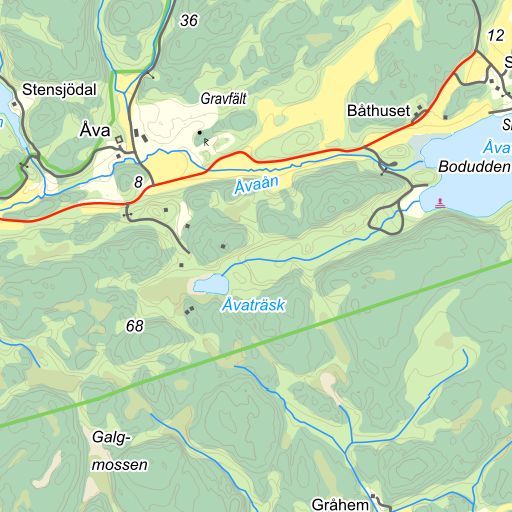 36
12
Stensjödal
Gravfält
Båthuset
Åva
R
Åva
Bodudden
8
Åvaån
Åvaträsk
68
Galg-
mossen
Gråhem